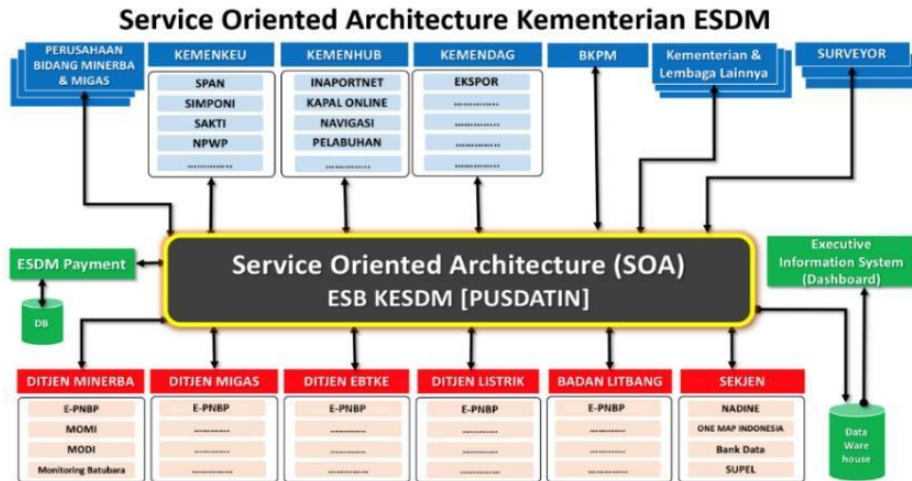 Service Oriented Architecture Kementerian ESDM
PERUSAHAAN
BIDANG MINERBA
& MIGAS
KEMENKEU
SPAN
SIMPONI
SAKTI
NPWP
..............
KEMENHUB
INAPORTNET
KAPAL ONLINE
NAVIGASI
PELABUHAN
..............
KEMENDAG
EKSPOR
..............
..............
..............
..............
BKPM
Kementerian &
Lembaga Lainnya
SURVEYOR
ESDM Payment
DB
Service Oriented Architecture (SOA)
ESB KESDM [PUSDATIN]
Executive
Information System
(Dashboard)
DITJEN MINERBA
E-PNBP
MOMI
MODI
Monitoring Batubara
DITJEN MIGAS
E-PNBP
..............
..............
..............
DITJEN EBTKE
E-PNBP
..............
..............
..............
DITJEN LISTRIK
E-PNBP
..............
..............
..............
BADAN LITBANG
E-PNBP
..............
..............
..............
SEKJEN
NADINE
ONE MAP INDONESIA
Bank Data
SUPEL
Data
Ware
house